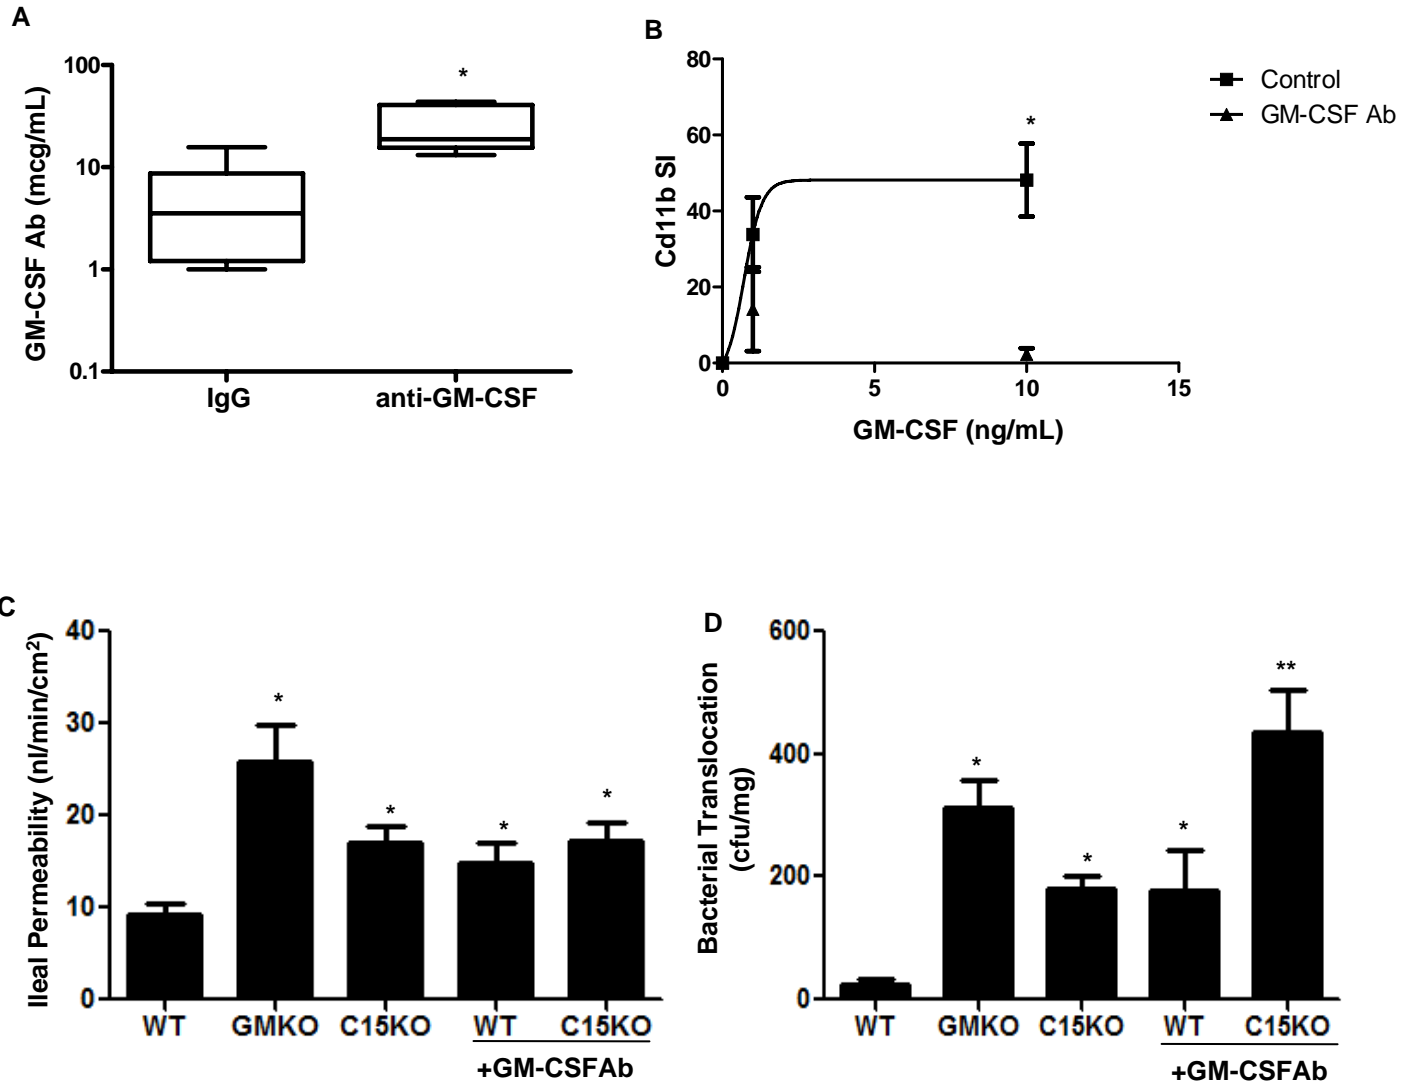 A
GM-CSF Ab (mcg/mL)
100
10
1
0.1
*
IgG
anti-GM-CSF
B
Cd11b SI
80
60
40
20
0
*
0
5
10
15
GM-CSF (ng/mL)
Control
GM-CSF Ab
C
Ileal Permeability (nl/min/cm²)
40
30
20
10
0
*
*
*
*
WT
GMKO
C15KO
WT
C15KO
+GM-CSFAb
D
Bacterial Translocation
(cfu/mg)
600
400
200
0
*
*
*
**
WT
GMKO
C15KO
WT
C15KO
+GM-CSFAb